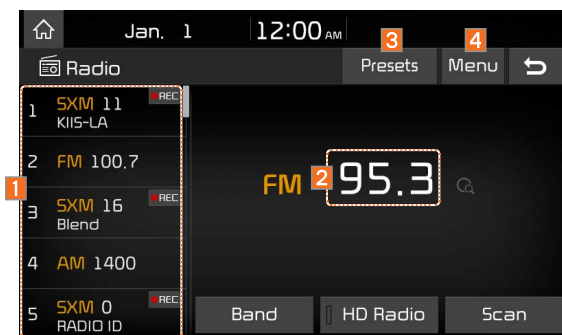 Jan. 1 12:00 AM
3 4
Radio Presets Menu
1 SXM 11 REC
KIIS-LA
2 FM 100.7
1
FM 2 95.3
3 SXM 16 REC
Blend
4 AM 1400
5 SXM 0 REC
RADIO ID
Band HD Radio Scan